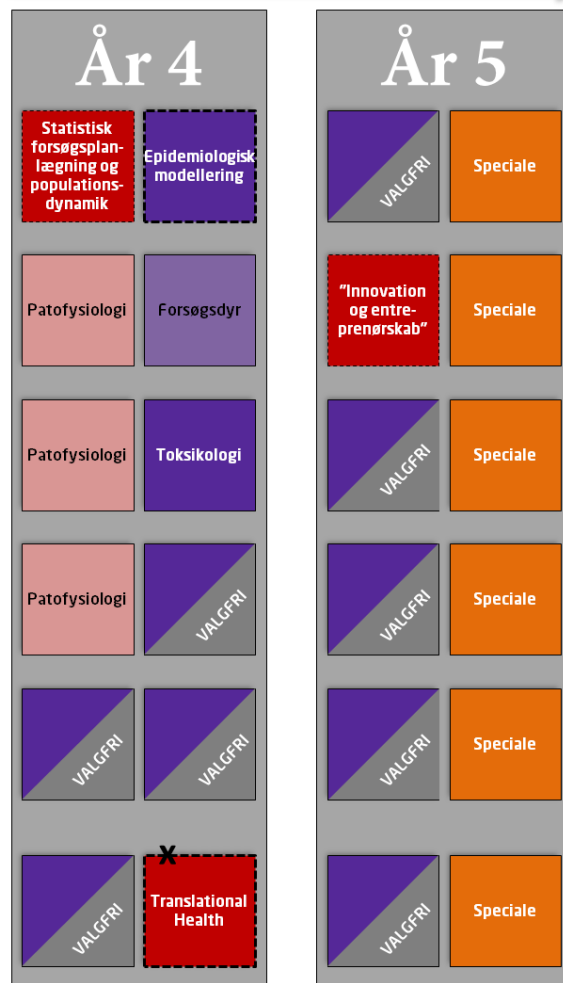 År 4
Statistisk
forsøgsplan-
lægning og
populations-
dynamik
Epidemiologisk
modellering
Patofysiologi
Forsøgsdyr
Patofysiologi
Toksikologi
Patofysiologi
VALGFRI
VALGFRI
VALGFRI
VALGFRI
X
Translational
Health
År 5
VALGFRI
Speciale
"Innovation
og entre-
prenørskab"
Speciale
VALGFRI
Speciale
VALGFRI
Speciale
VALGFRI
Speciale
VALGFRI
Speciale